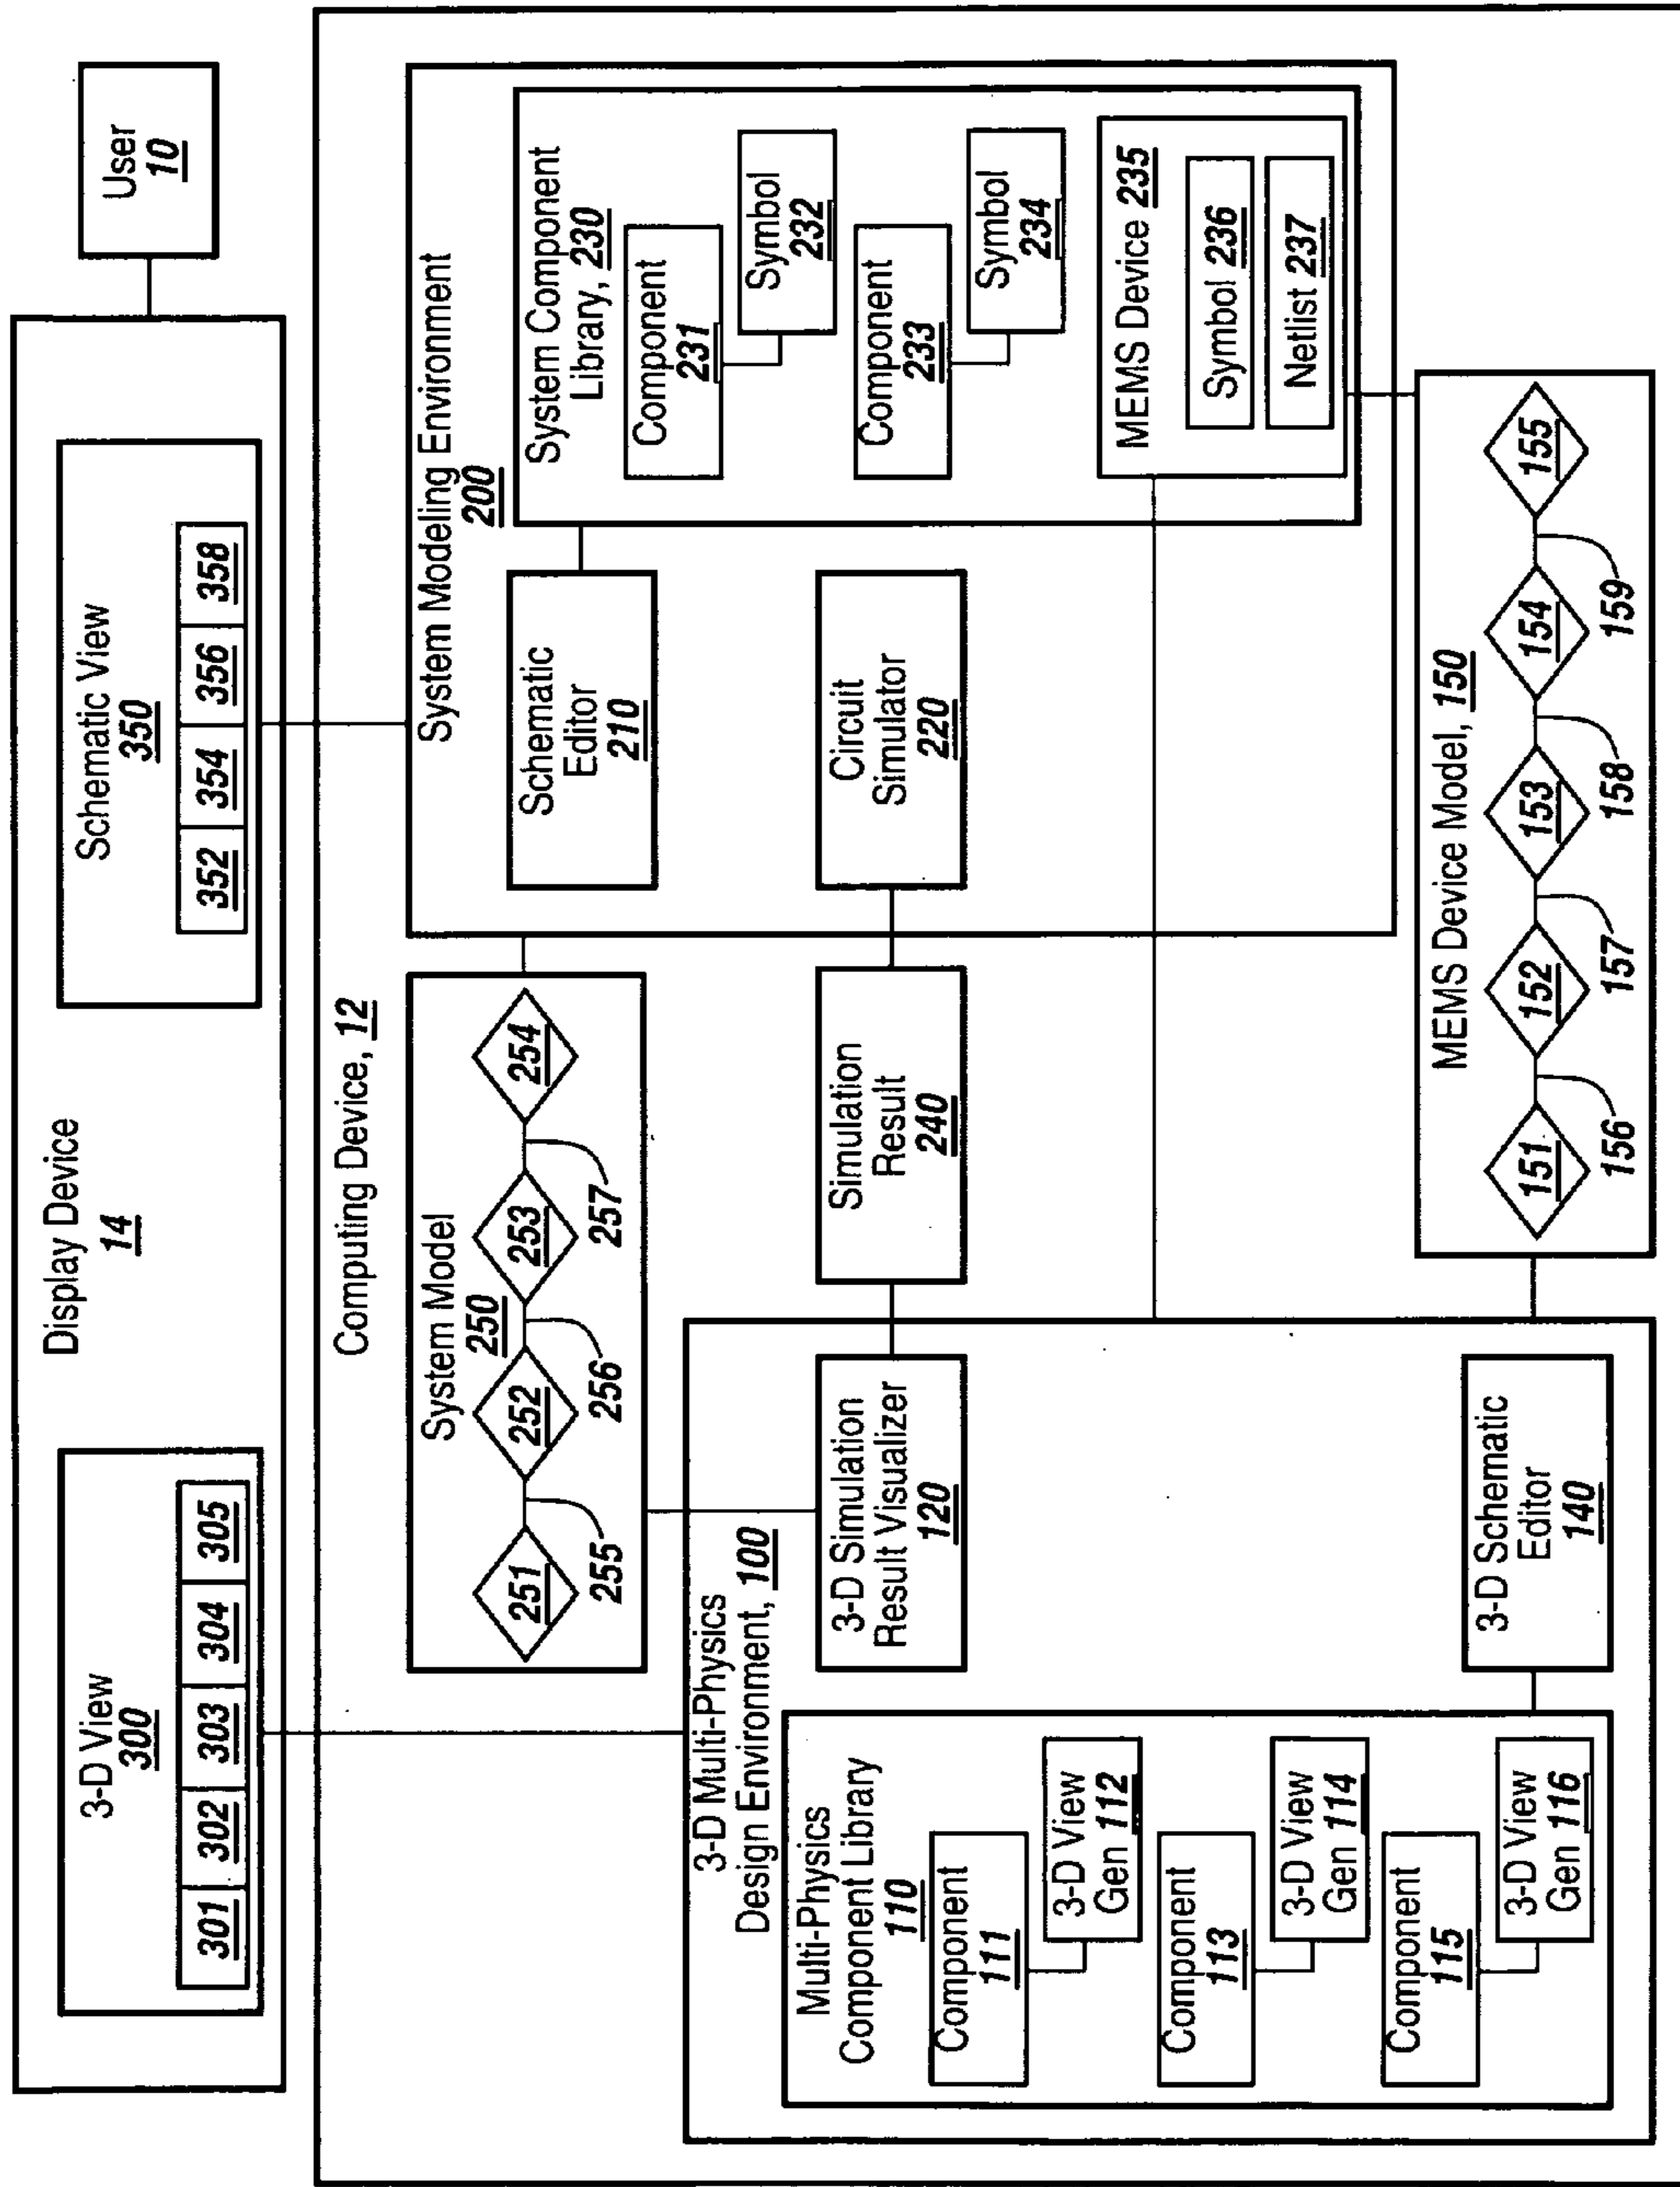 Display Device
14
3-D View
300
301 302 303 304 305
Schematic View
350
352 354 356 358
User
10
Computing Device, 12
System Model
250
251 252 253 254
255 256 257
System Modeling Environment
200
Schematic
Editor
210
Circuit
Simulator
220
System Component
Library, 230
Component
231
Symbol
232
Component
233
Symbol
234
MEMS Device 235
Symbol 236
Netlist 237
Simulation
Result
240
3-D Multi-Physics
Design Environment, 100
Multi-Physics
Component Library
110
Component
111
3-D View
Gen 112
Component
113
3-D View
Gen 114
Component
115
3-D View
Gen 116
3-D Simulation
Result Visualizer
120
3-D Schematic
Editor
140
MEMS Device Model, 150
151 152 153 154 155
156 157 158 159